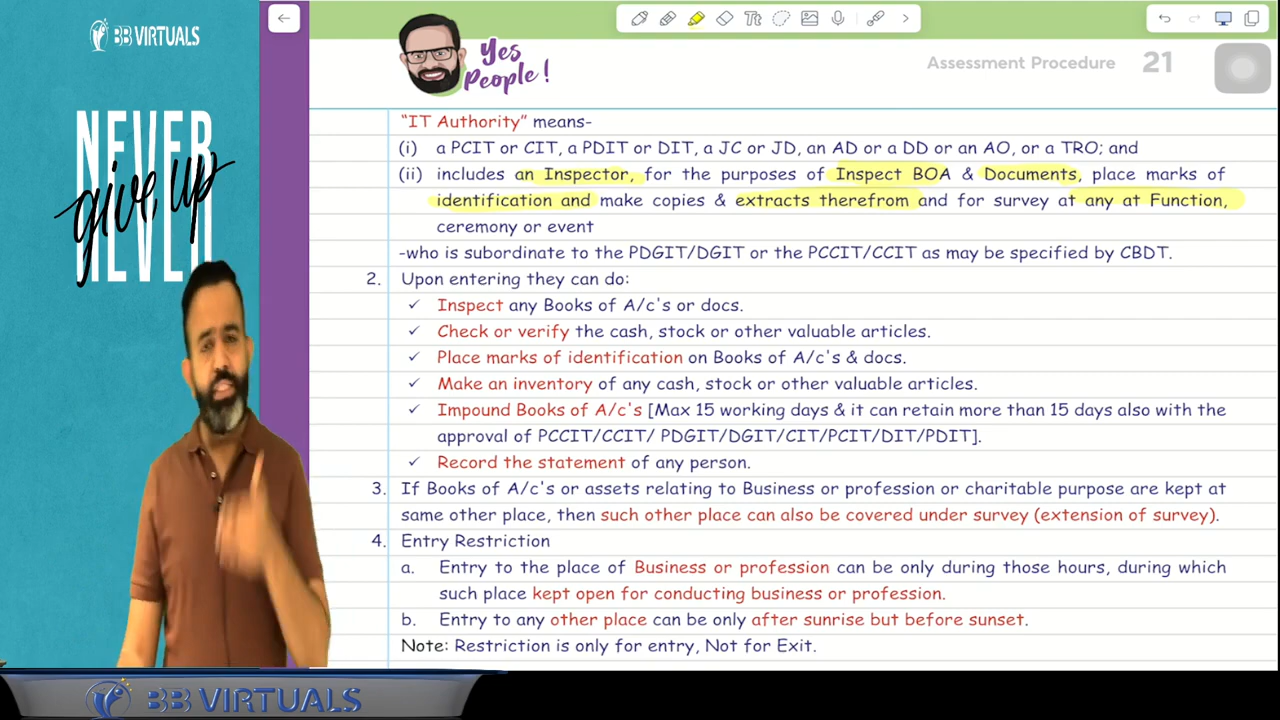 BB VIRTUALS
NEVER
give up
NEVER
Yes
People !
Tt
Assessment Procedure 21
"IT Authority" means-
(i) a PCIT or CIT, a PDIT or DIT, a JC or JD, an AD or a DD or an AO, or a TRO; and
(ii) includes an Inspector, for the purposes of Inspect BOA & Documents, place marks of
identification and make copies & extracts therefrom and for survey at any at Function,
ceremony or event
-who is subordinate to the PDGIT/DGIT or the PCCIT/CCIT as may be specified by CBDT.
2. Upon entering they can do:
✓ Inspect any Books of A/c's or docs.
✓ Check or verify the cash, stock or other valuable articles.
✓ Place marks of identification on Books of A/c's & docs.
✓ Make an inventory of any cash, stock or other valuable articles.
✓ Impound Books of A/c's [Max 15 working days & it can retain more than 15 days also with the
approval of PCCIT/CCIT/ PDGIT/DGIT/CIT/PCIT/DIT/PDIT].
✓ Record the statement of any person.
3. If Books of A/c's or assets relating to Business or profession or charitable purpose are kept at
same other place, then such other place can also be covered under survey (extension of survey).
4. Entry Restriction
a. Entry to the place of Business or profession can be only during those hours, during which
such place kept open for conducting business or profession.
b. Entry to any other place can be only after sunrise but before sunset.
Note: Restriction is only for entry, Not for Exit.
BB VIRTUALS